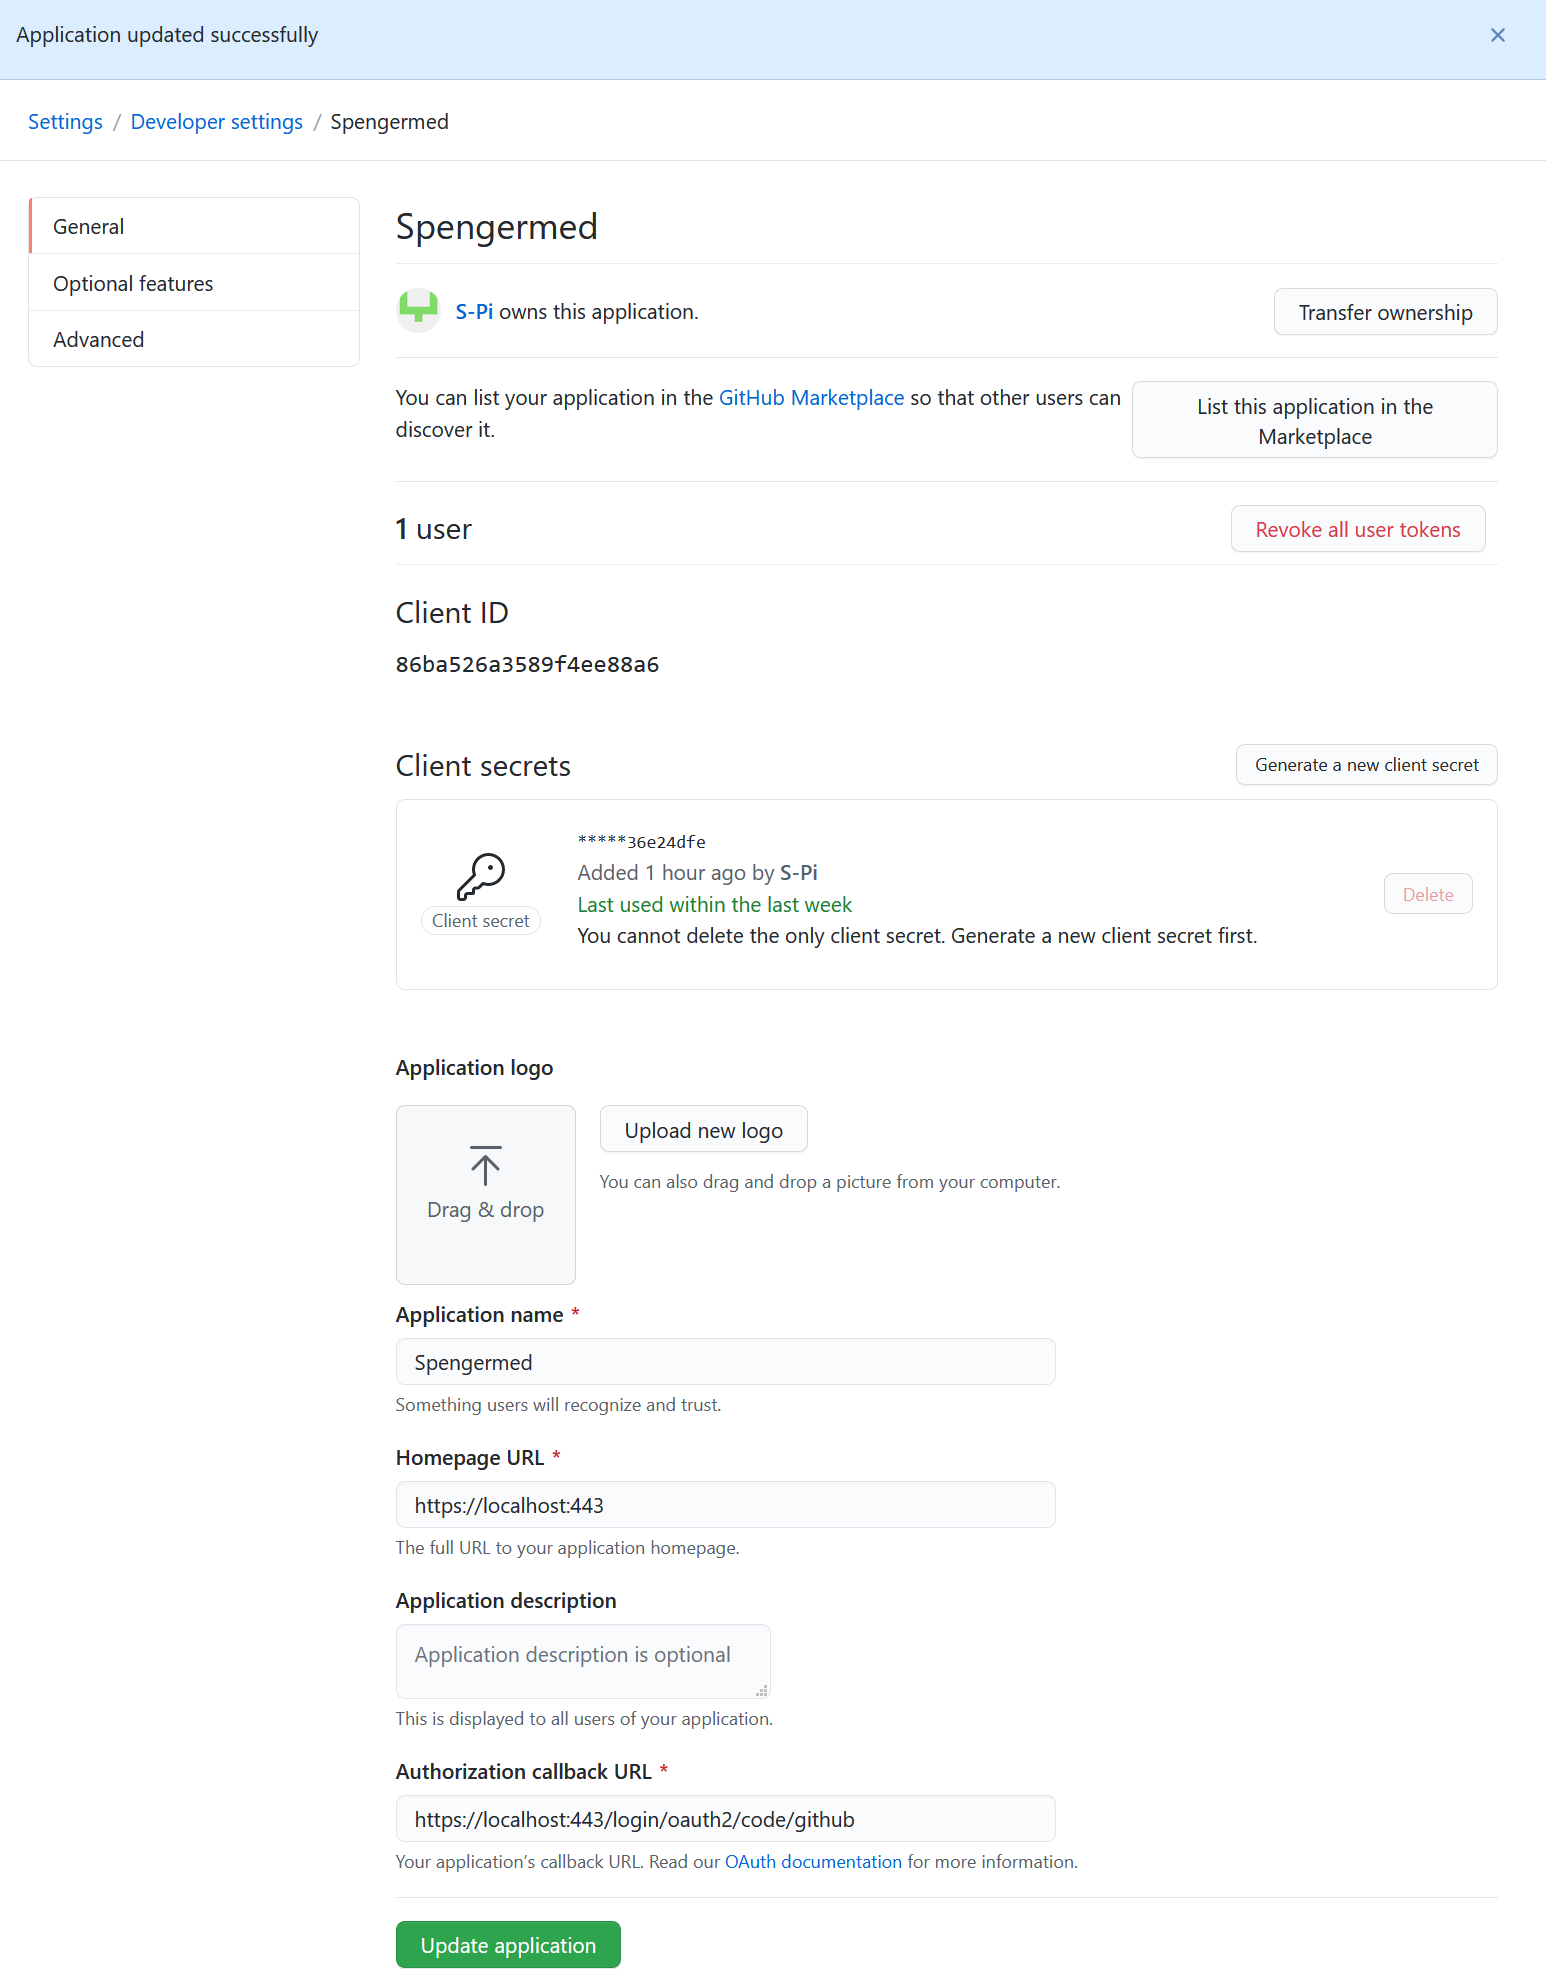 Application updated successfully
Settings / Developer settings / Spengermed
General
Optional features
Advanced
Spengermed
S-Pi owns this application.
Transfer ownership
You can list your application in the GitHub Marketplace so that other users can
discover it.
List this application in the
Marketplace
1 user
Revoke all user tokens
Client ID
86ba526a3589f4ee88a6
Client secrets
Generate a new client secret
*****36e24dfe
Added 1 hour ago by S-Pi
Last used within the last week
You cannot delete the only client secret. Generate a new client secret first.
Client secret
Delete
Application logo
Drag & drop
Upload new logo
You can also drag and drop a picture from your computer.
Application name *
Spengermed
Something users will recognize and trust.
Homepage URL *
https://localhost:443
The full URL to your application homepage.
Application description
Application description is optional
This is displayed to all users of your application.
Authorization callback URL *
https://localhost:443/login/oauth2/code/github
Your application’s callback URL. Read our OAuth documentation for more information.
Update application